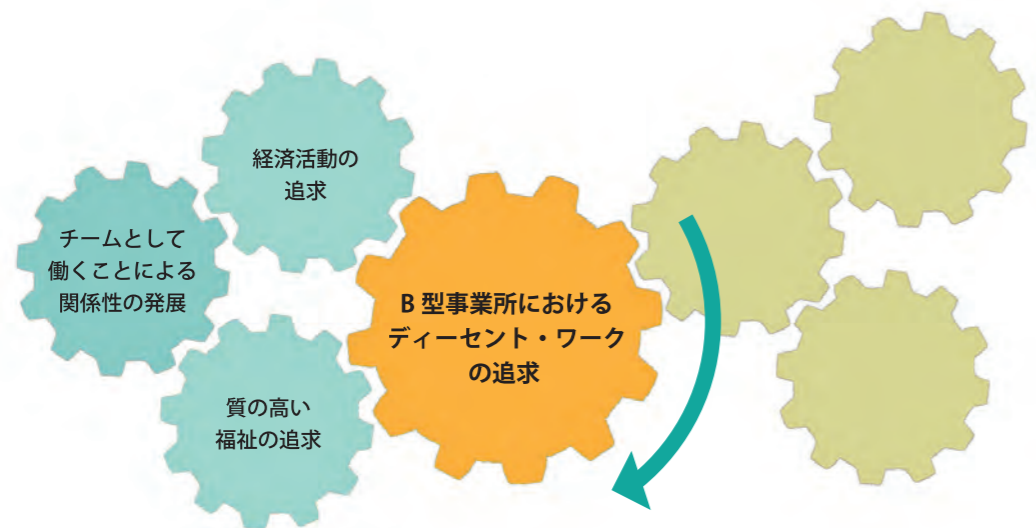 経済活動の
追求
チームとして
働くことによる
関係性の発展
質の高い
福祉の追求
B 型事業所における
ディーセント・ワーク
の追求